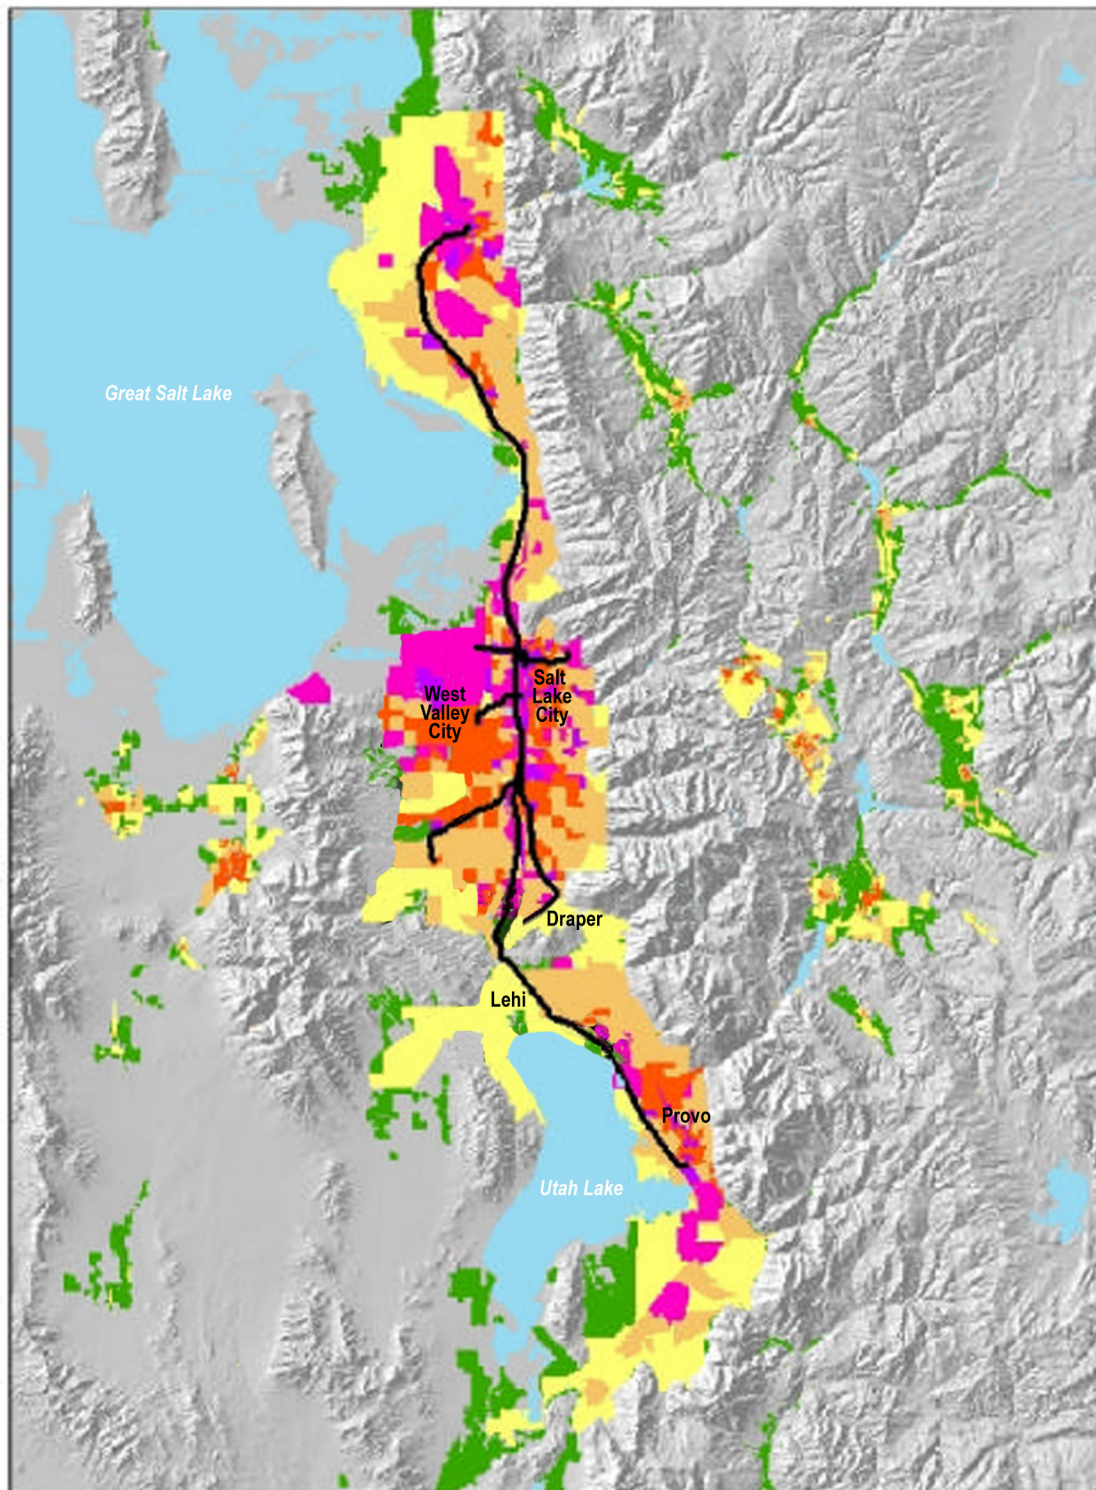 Great Salt Lake
West
Valley
City
Salt
Lake
City
Draper
Lehi
Provo
Utah Lake